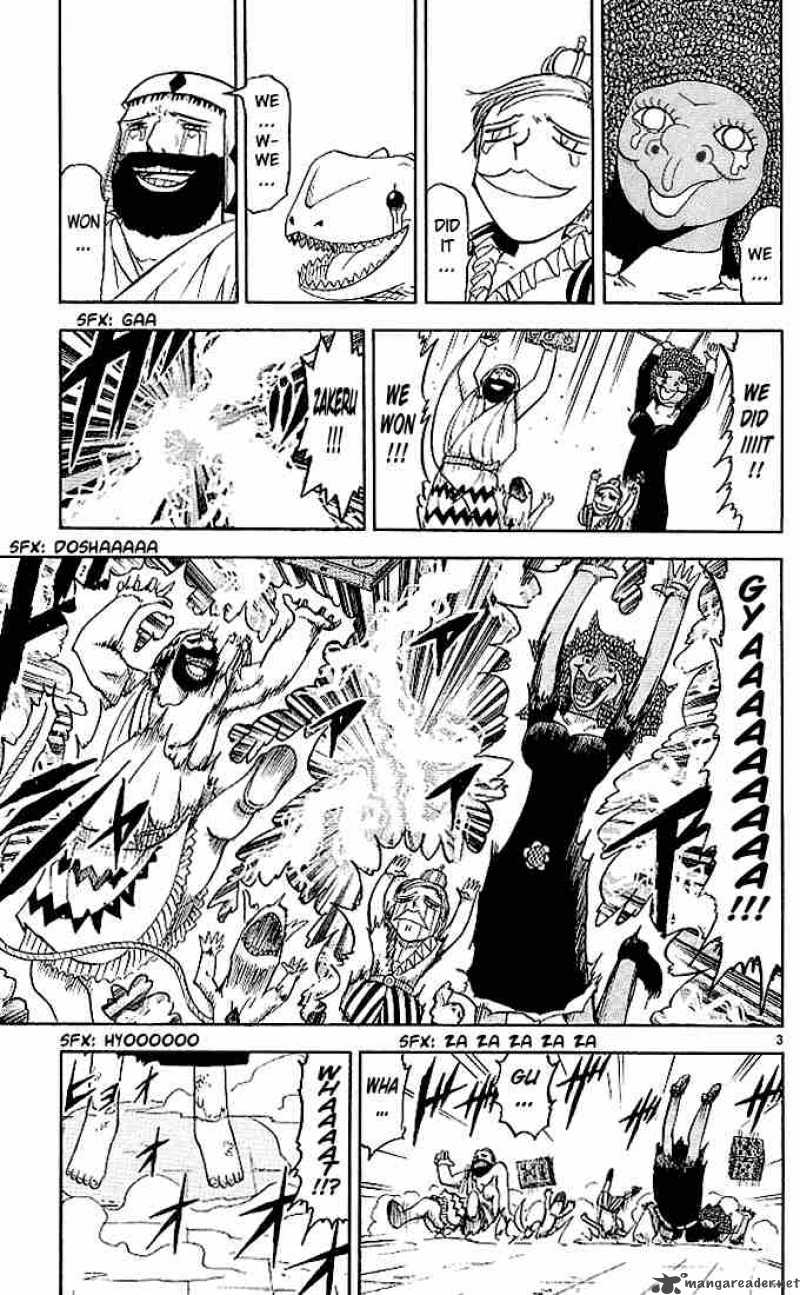 WE
...
DID
IT
...
WE
...
W-
WE
...
WON
...
WE
DID
IIIIT
!!
WE
WON
!!!
SFX: GAA
ZAKERU
!!!
SFX: DOSHAAAAA
GYAAAAAAAAA!!!
3
SFX: ZA ZA ZA ZA ZA
GU
...
WHA
...
SFX: HYOOOOOO
WHAAAAT!!?
mangareader.net